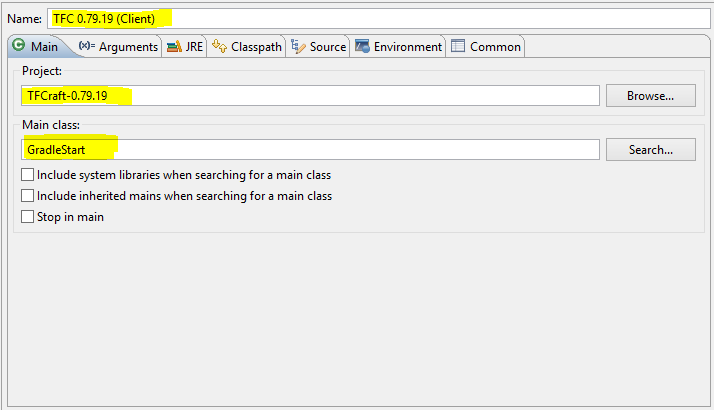 Name: TFC 0.79.19 (Client)
Main (x)= Arguments JRE Classpath Source Environment Common
Project:
TFCraft-0.79.19 Browse...
Main class:
GradleStart Search...
Include system libraries when searching for a main class
Include inherited mains when searching for a main class
Stop in main